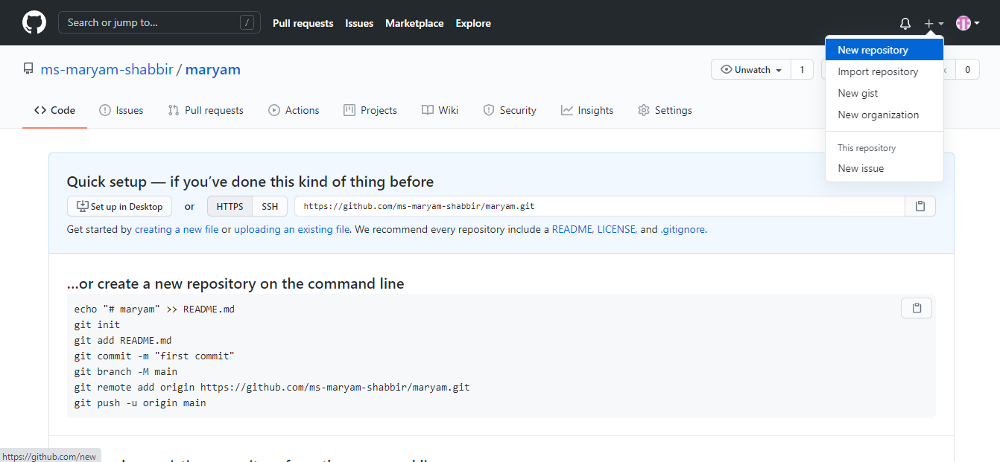 Search or jump to... /
Pull requests Issues Marketplace Explore
New repository
Import repository
New gist
New organization
This repository
New issue
ms-maryam-shabbir / maryam
Unwatch 1
0
Code Issues Pull requests Actions Projects Wiki Security Insights Settings
Quick setup — if you’ve done this kind of thing before
Set up in Desktop or HTTPS SSH https://github.com/ms-maryam-shabbir/maryam.git
Get started by creating a new file or uploading an existing file. We recommend every repository include a README, LICENSE, and .gitignore.
…or create a new repository on the command line
echo "# maryam" >> README.md
git init
git add README.md
git commit -m "first commit"
git branch -M main
git remote add origin https://github.com/ms-maryam-shabbir/maryam.git
git push -u origin main
https://github.com/new